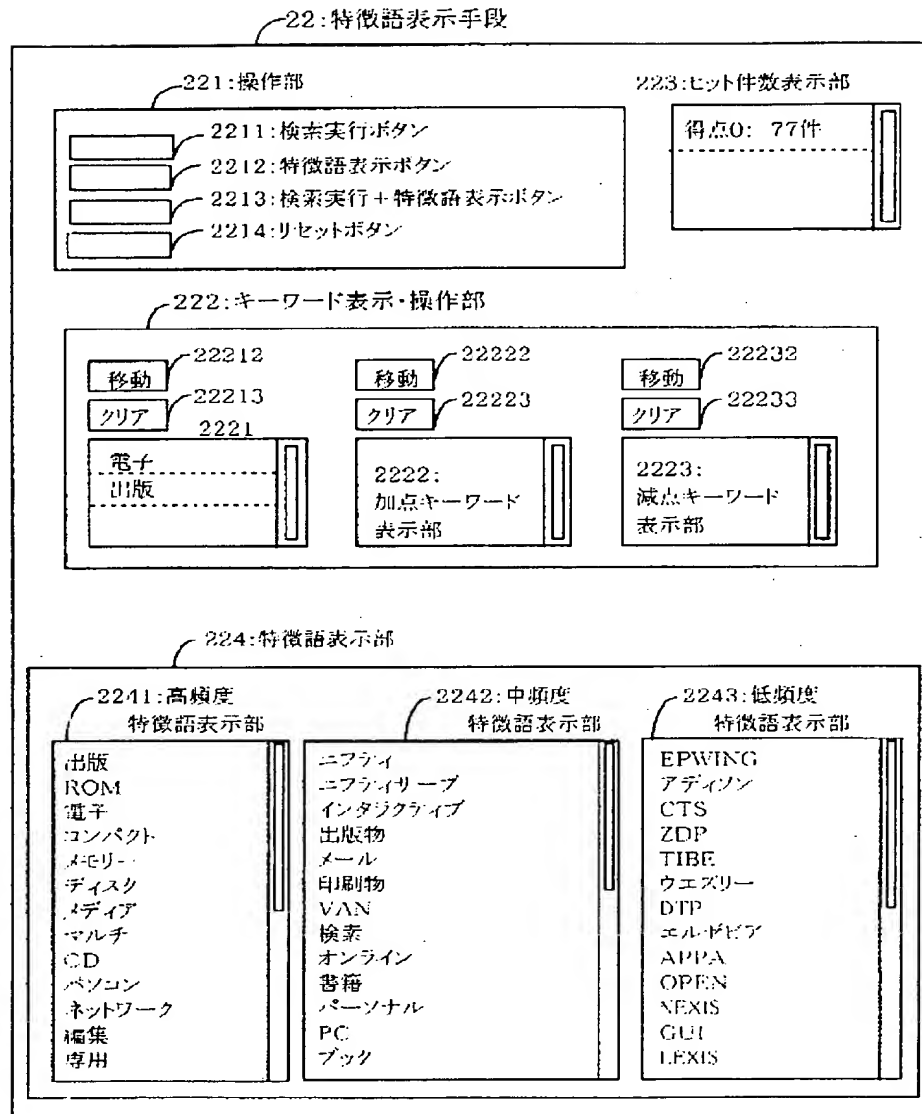 22:特徴語表示手段
221:操作部
223:ヒット件数表示部
2211:検索実行ボタン
2212:特徴語表示ボタン
2213:検索実行+特徴語表示ボタン
2214:リセットボタン
得点0: 77件
222:キーワード表示・操作部
移動
22212
クリア
22213
2221
電子
出版
移動
22222
クリア
22223
2222:
加点キーワード
表示部
移動
22232
クリア
22233
2223:
減点キーワード
表示部
224:特徴語表示部
2241:高頻度
特徴語表示部
出版
ROM
電子
コンパクト
メモリー
ディスク
メディア
マルチ
CD
パソコン
ネットワーク
編集
専用
2242:中頻度
特徴語表示部
ニフティ
ニフティサーブ
インタラクティブ
出版物
メール
印刷物
VAN
検索
オンライン
書籍
パーソナル
PC
ブック
2243:低頻度
特徴語表示部
EPWING
アディソン
CTS
ZDP
TIBE
ウエズリー
DTP
エルゼビア
APPA
OPEN
NEXIS
GUI
LEXIS